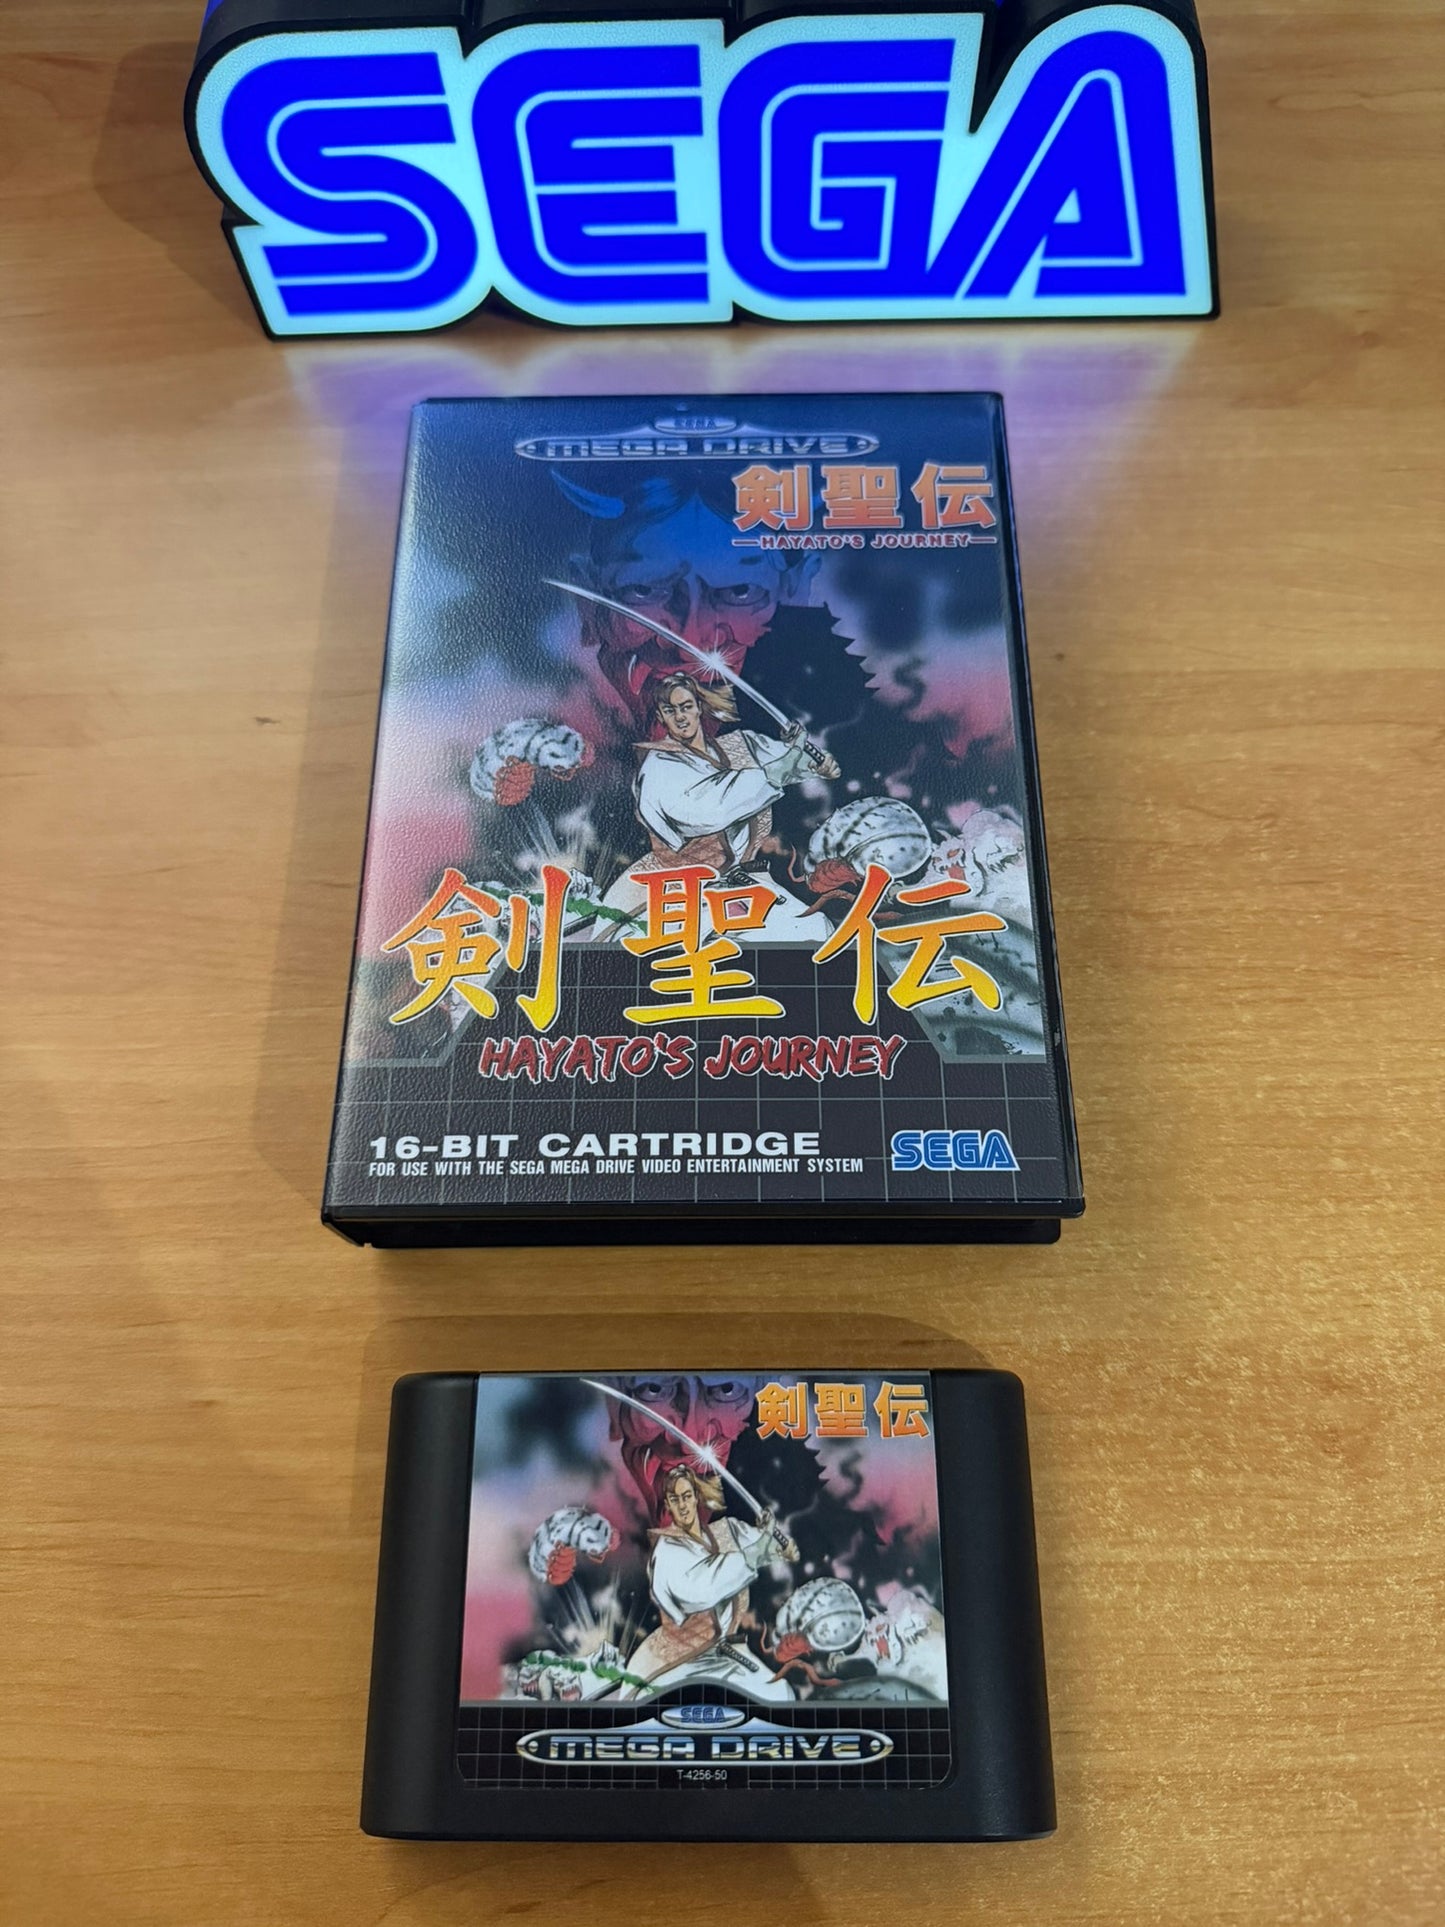 SEGA
SEGA
MEGA DRIVE
剣聖伝
HAYATO'S JOURNEY
剣聖伝
HAYATO'S JOURNEY
16-BIT CARTRIDGE
FOR USE WITH THE SEGA MEGA DRIVE VIDEO ENTERTAINMENT SYSTEM
SEGA
剣聖伝
SEGA
MEGA DRIVE
T-4256-50